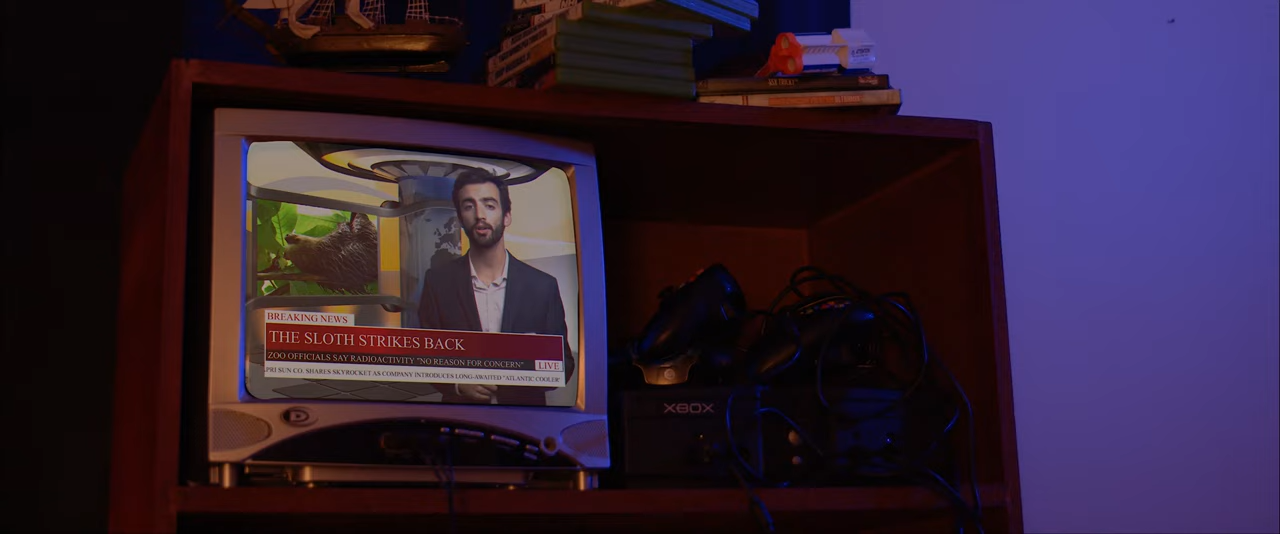 BREAKING NEWS
THE SLOTH STRIKES BACK
ZOO OFFICIALS SAY RADIOACTIVITY "NO REASON FOR CONCERN"
LIVE
PRI SUN CO. SHARES SKYROCKET AS COMPANY INTRODUCES LONG-AWAITED "ATLANTIC COOLER"
XBOX